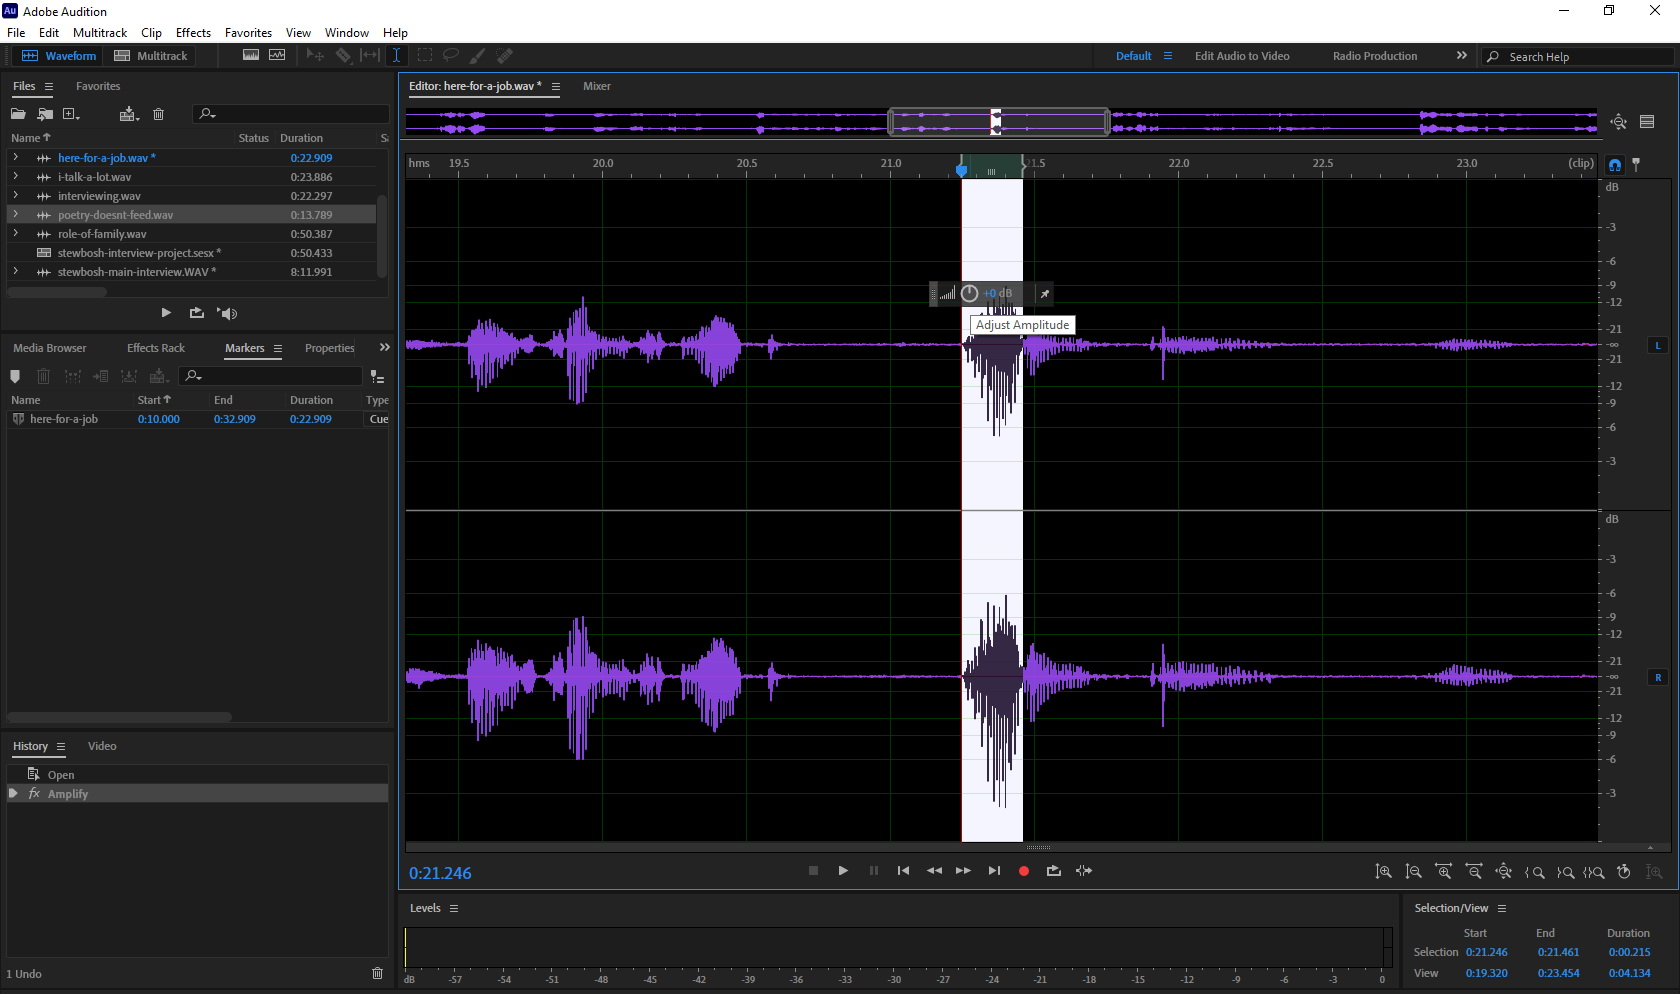 Au Adobe Audition
File Edit Multitrack Clip Effects Favorites View Window Help
Waveform Multitrack Default Edit Audio to Video Radio Production Search Help
Files Favorites
Name Status Duration
here-for-a-job.wav * 0:22.909
i-talk-a-lot.wav 0:23.886
interviewing.wav 0:22.297
poetry-doesnt-feed.wav 0:13.789
role-of-family.wav 0:50.387
stewbosh-interview-project.sesx * 0:50.433
stewbosh-main-interview.WAV * 8:11.991
Media Browser Effects Rack Markers Properties
Name Start End Duration Type
here-for-a-job 0:10.000 0:32.909 0:22.909 Cue
History Video
Open
fx Amplify
1 Undo
Editor: here-for-a-job.wav * Mixer
hms 19.5 20.0 20.5 21.0 21.5 22.0 22.5 23.0 (clip)
+0 dB
Adjust Amplitude
dB
-3
-6
-9
-12
-21
-∞
-21
-12
-9
-6
-3
L
dB
-3
-6
-9
-12
-21
-∞
-21
-12
-9
-6
-3
R
0:21.246
Levels
dB -57 -54 -51 -48 -45 -42 -39 -36 -33 -30 -27 -24 -21 -18 -15 -12 -9 -6 -3 0
Selection/View
Start End Duration
Selection 0:21.246 0:21.461 0:00.215
View 0:19.320 0:23.454 0:04.134